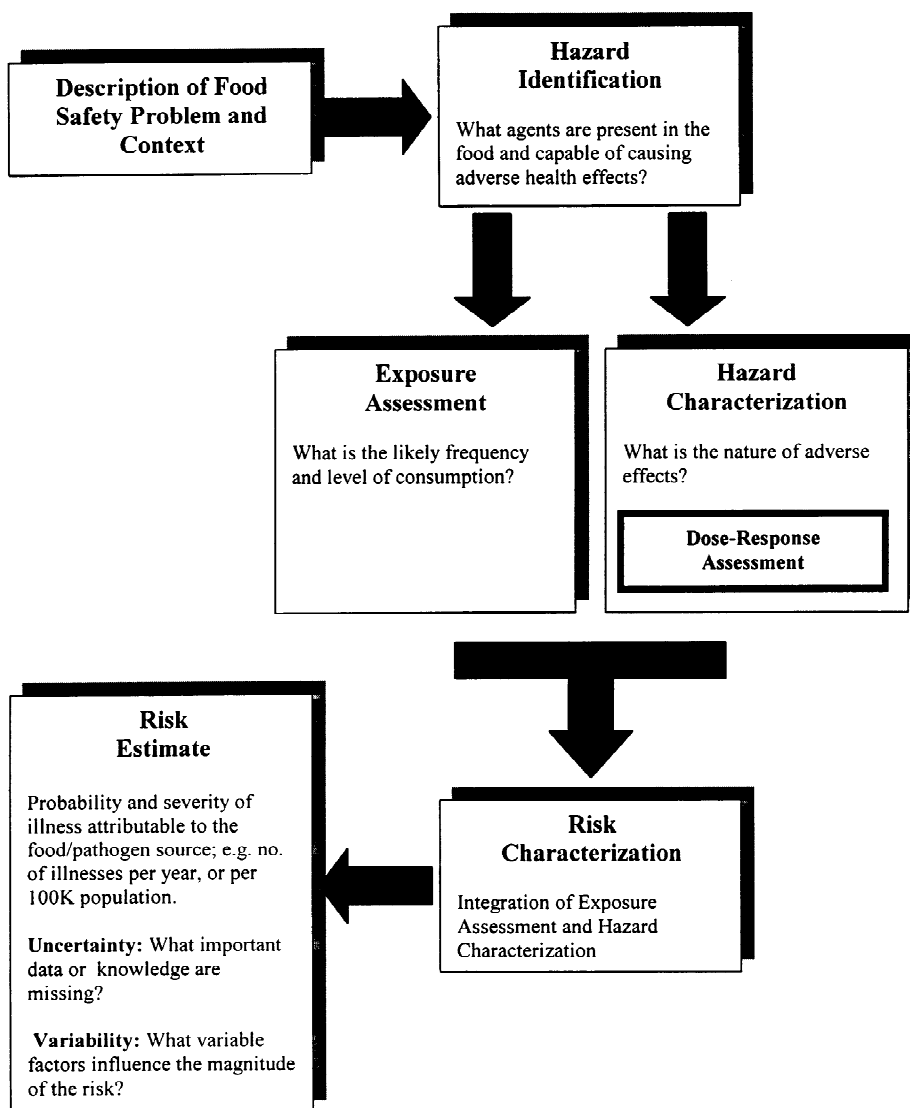 Description of Food
Safety Problem and
Context
Hazard
Identification
What agents are present in the
food and capable of causing
adverse health effects?
Exposure
Assessment
What is the likely frequency
and level of consumption?
Hazard
Characterization
What is the nature of adverse
effects?
Dose-Response
Assessment
Risk
Characterization
Integration of Exposure
Assessment and Hazard
Characterization
Risk
Estimate
Probability and severity of
illness attributable to the
food/pathogen source; e.g. no.
of illnesses per year, or per
100K population.
Uncertainty: What important
data or knowledge are
missing?
Variability: What variable
factors influence the magnitude
of the risk?